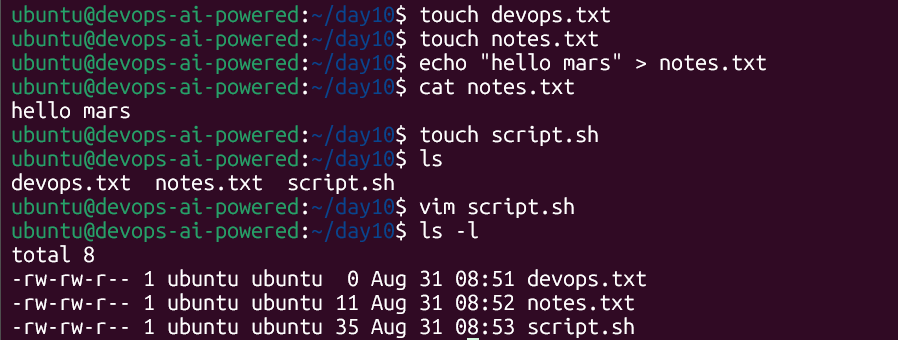 ubuntu@devops-ai-powered:~/day10$ touch devops.txt
ubuntu@devops-ai-powered:~/day10$ touch notes.txt
ubuntu@devops-ai-powered:~/day10$ echo "hello mars" > notes.txt
ubuntu@devops-ai-powered:~/day10$ cat notes.txt
hello mars
ubuntu@devops-ai-powered:~/day10$ touch script.sh
ubuntu@devops-ai-powered:~/day10$ ls
devops.txt  notes.txt  script.sh
ubuntu@devops-ai-powered:~/day10$ vim script.sh
ubuntu@devops-ai-powered:~/day10$ ls -l
total 8
-rw-rw-r-- 1 ubuntu ubuntu  0 Aug 31 08:51 devops.txt
-rw-rw-r-- 1 ubuntu ubuntu 11 Aug 31 08:52 notes.txt
-rw-rw-r-- 1 ubuntu ubuntu 35 Aug 31 08:53 script.sh